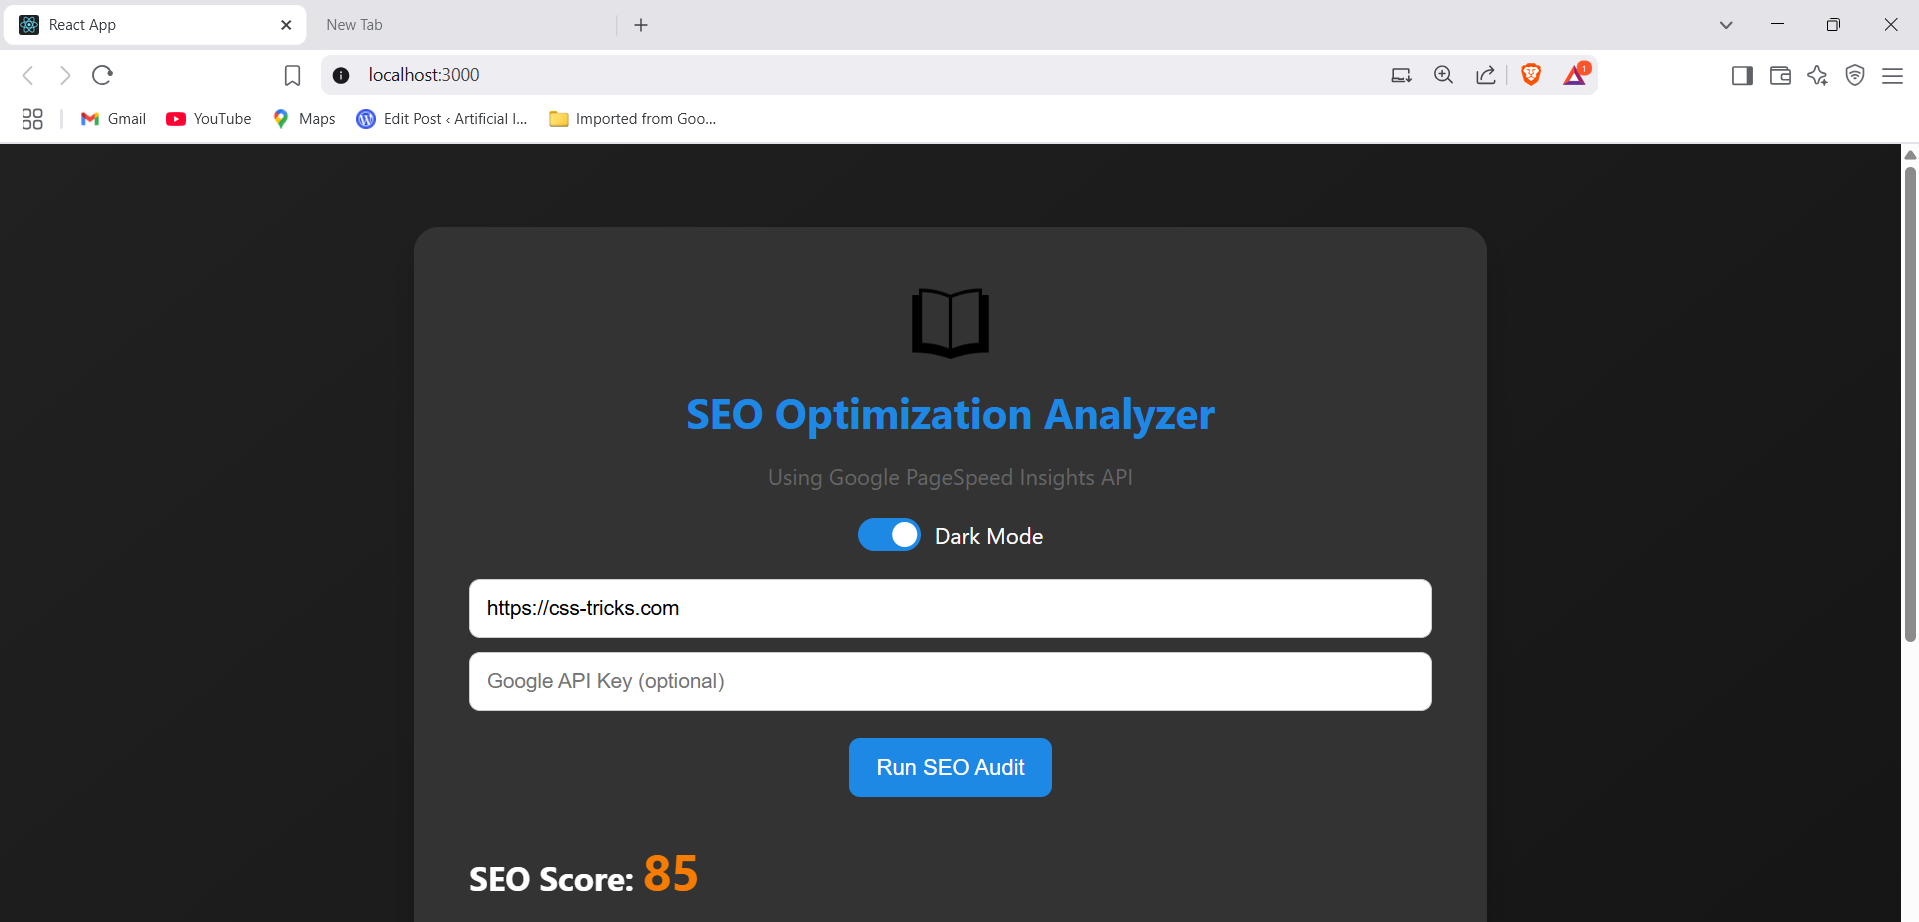 React App
New Tab
localhost:3000
1
Gmail
YouTube
Maps
Edit Post ‹ Artificial I...
Imported from Goo...
SEO Optimization Analyzer
Using Google PageSpeed Insights API
Dark Mode
https://css-tricks.com
Google API Key (optional)
Run SEO Audit
SEO Score: 85